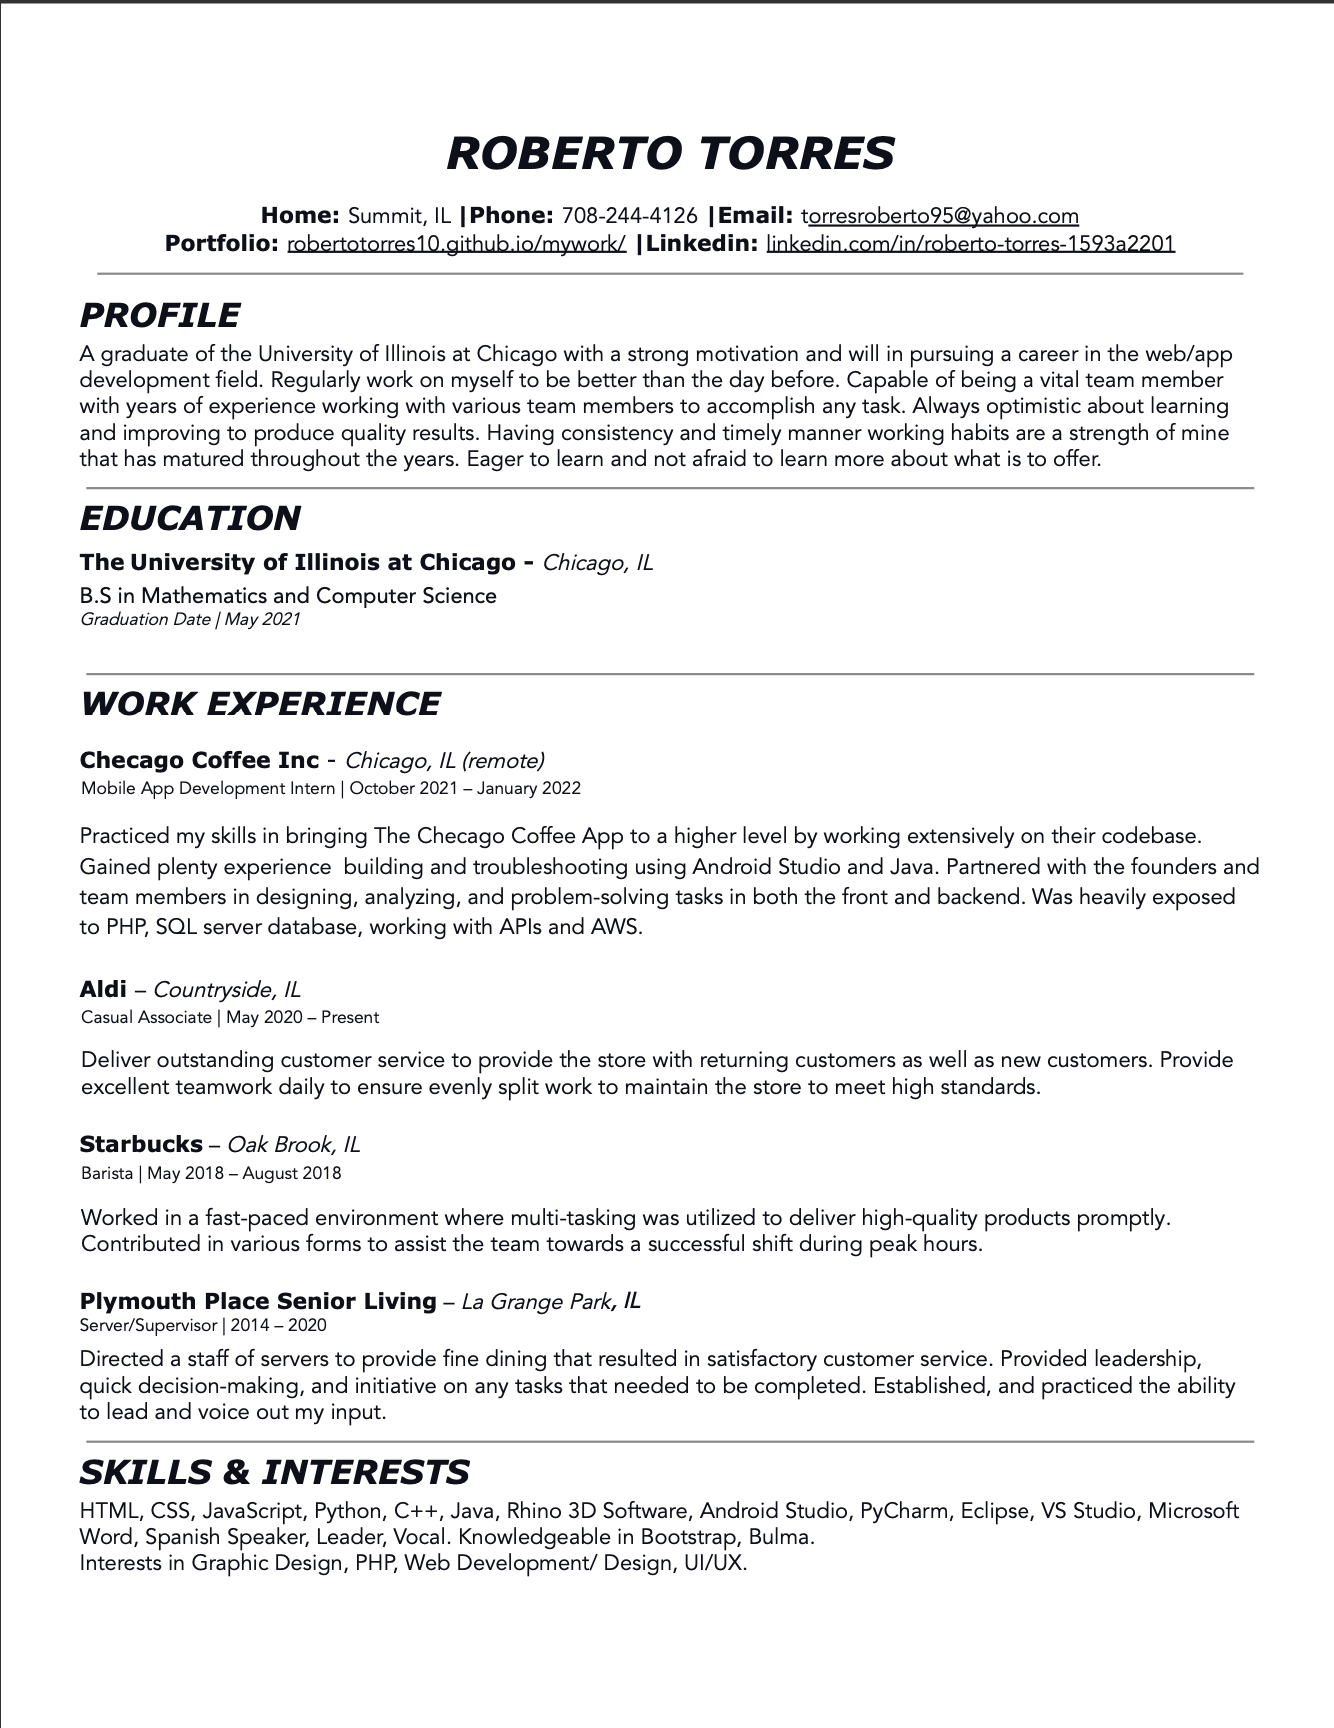 ROBERTO TORRES
Home: Summit, IL |Phone: 708-244-4126 |Email: torresroberto95@yahoo.com
Portfolio: robertotorres10.github.io/mywork/ |Linkedin: linkedin.com/in/roberto-torres-1593a2201
PROFILE
A graduate of the University of Illinois at Chicago with a strong motivation and will in pursuing a career in the web/app
development field. Regularly work on myself to be better than the day before. Capable of being a vital team member
with years of experience working with various team members to accomplish any task. Always optimistic about learning
and improving to produce quality results. Having consistency and timely manner working habits are a strength of mine
that has matured throughout the years. Eager to learn and not afraid to learn more about what is to offer.
EDUCATION
The University of Illinois at Chicago - Chicago, IL
B.S in Mathematics and Computer Science
Graduation Date | May 2021
WORK EXPERIENCE
Checago Coffee Inc - Chicago, IL (remote)
Mobile App Development Intern | October 2021 – January 2022
Practiced my skills in bringing The Checago Coffee App to a higher level by working extensively on their codebase.
Gained plenty experience  building and troubleshooting using Android Studio and Java. Partnered with the founders and
team members in designing, analyzing, and problem-solving tasks in both the front and backend. Was heavily exposed
to PHP, SQL server database, working with APIs and AWS.
Aldi – Countryside, IL
Casual Associate | May 2020 – Present
Deliver outstanding customer service to provide the store with returning customers as well as new customers. Provide
excellent teamwork daily to ensure evenly split work to maintain the store to meet high standards.
Starbucks – Oak Brook, IL
Barista | May 2018 – August 2018
Worked in a fast-paced environment where multi-tasking was utilized to deliver high-quality products promptly.
Contributed in various forms to assist the team towards a successful shift during peak hours.
Plymouth Place Senior Living – La Grange Park, IL
Server/Supervisor | 2014 – 2020
Directed a staff of servers to provide fine dining that resulted in satisfactory customer service. Provided leadership,
quick decision-making, and initiative on any tasks that needed to be completed. Established, and practiced the ability
to lead and voice out my input.
SKILLS & INTERESTS
HTML, CSS, JavaScript, Python, C++, Java, Rhino 3D Software, Android Studio, PyCharm, Eclipse, VS Studio, Microsoft
Word, Spanish Speaker, Leader, Vocal. Knowledgeable in Bootstrap, Bulma.
Interests in Graphic Design, PHP, Web Development/ Design, UI/UX.